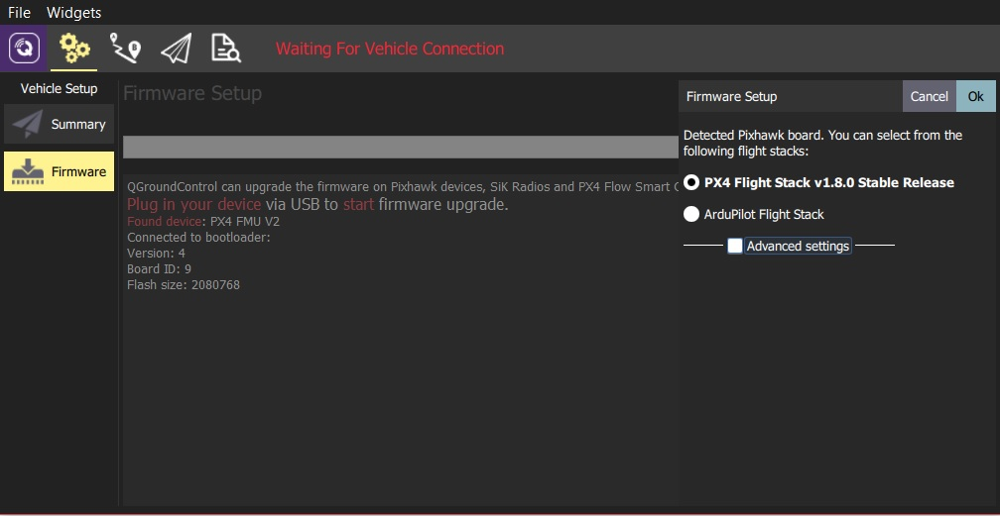 File Widgets
Waiting For Vehicle Connection
Vehicle Setup
Summary
Firmware
Firmware Setup
QGroundControl can upgrade the firmware on Pixhawk devices, SiK Radios and PX4 Flow Smart
Plug in your device via USB to start firmware upgrade.
Found device: PX4 FMU V2
Connected to bootloader:
Version: 4
Board ID: 9
Flash size: 2080768
Firmware Setup Cancel Ok
Detected Pixhawk board. You can select from the
following flight stacks:
PX4 Flight Stack v1.8.0 Stable Release
ArduPilot Flight Stack
Advanced settings